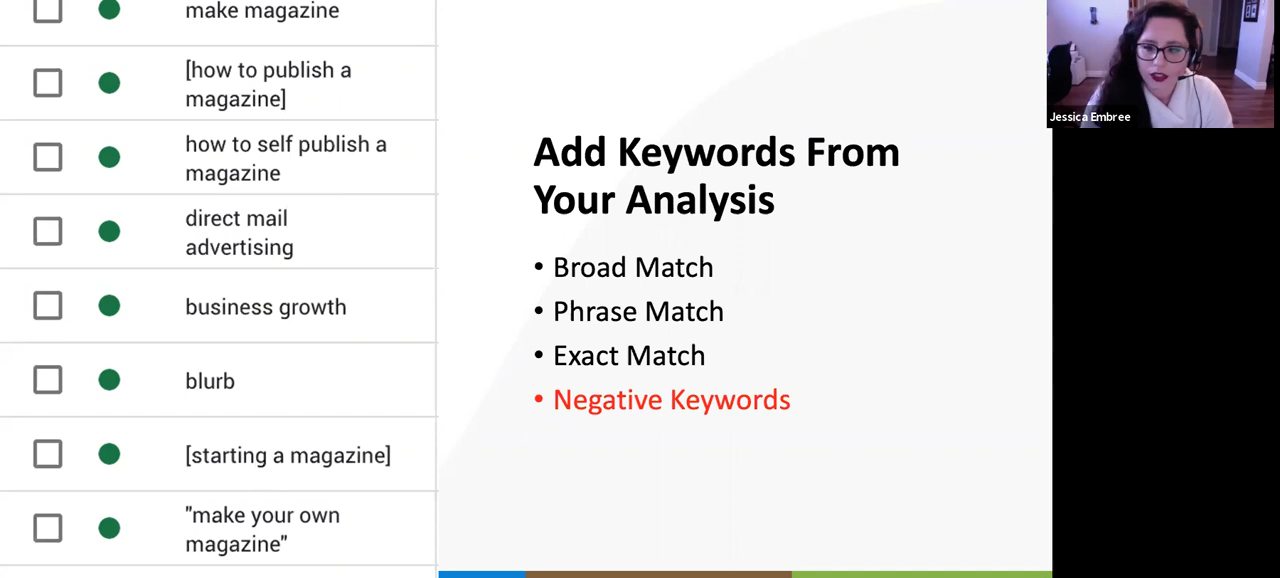 make magazine
[how to publish a
magazine]
how to self publish a
magazine
direct mail
advertising
business growth
blurb
[starting a magazine]
"make your own
magazine"
Add Keywords From
Your Analysis
• Broad Match
• Phrase Match
• Exact Match
• Negative Keywords
Jessica Embree